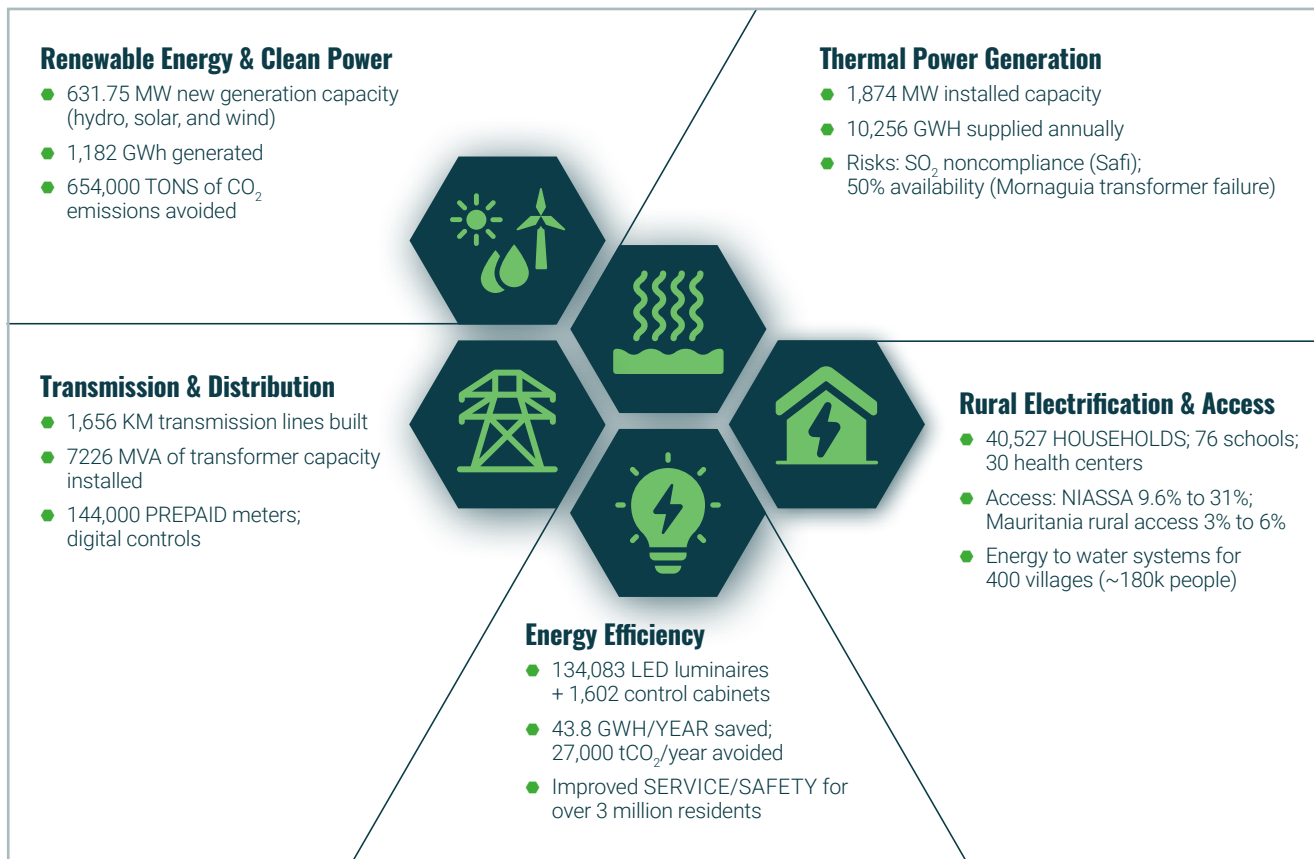 Renewable Energy & Clean Power
631.75 MW new generation capacity
(hydro, solar, and wind)
1,182 GWh generated
654,000 TONS of CO₂
emissions avoided
Thermal Power Generation
1,874 MW installed capacity
10,256 GWH supplied annually
Risks: SO₂ noncompliance (Safi);
50% availability (Mornaguia transformer failure)
Transmission & Distribution
1,656 KM transmission lines built
7226 MVA of transformer capacity
installed
144,000 PREPAID meters;
digital controls
Rural Electrification & Access
40,527 HOUSEHOLDS; 76 schools;
30 health centers
Access: NIASSA 9.6% to 31%;
Mauritania rural access 3% to 6%
Energy to water systems for
400 villages (~180k people)
Energy Efficiency
134,083 LED luminaires
+ 1,602 control cabinets
43.8 GWH/YEAR saved;
27,000 tCO₂/year avoided
Improved SERVICE/SAFETY for
over 3 million residents